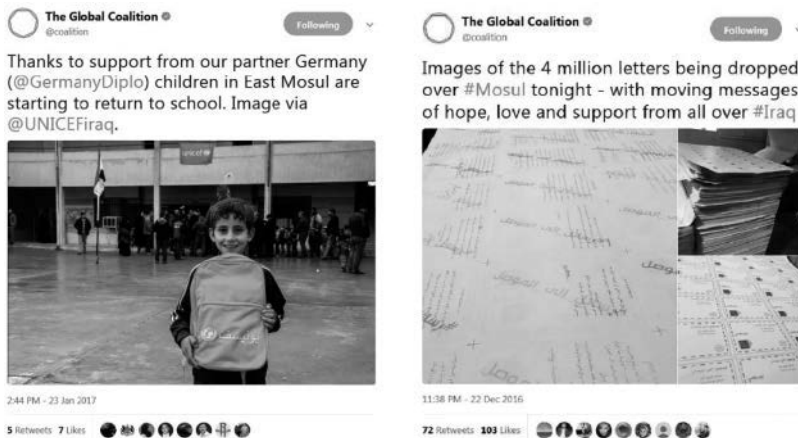 The Global Coalition
@coalition
Following
Thanks to support from our partner Germany
(@GermanyDiplo) children in East Mosul are
starting to return to school. Image via
@UNICEFiraq.
unicef
يونيسف
2:44 PM - 23 Jan 2017
5 Retweets 7 Likes
The Global Coalition
@coalition
Following
Images of the 4 million letters being dropped
over #Mosul tonight - with moving messages
of hope, love and support from all over #Iraq
11:38 PM - 22 Dec 2016
72 Retweets 103 Likes